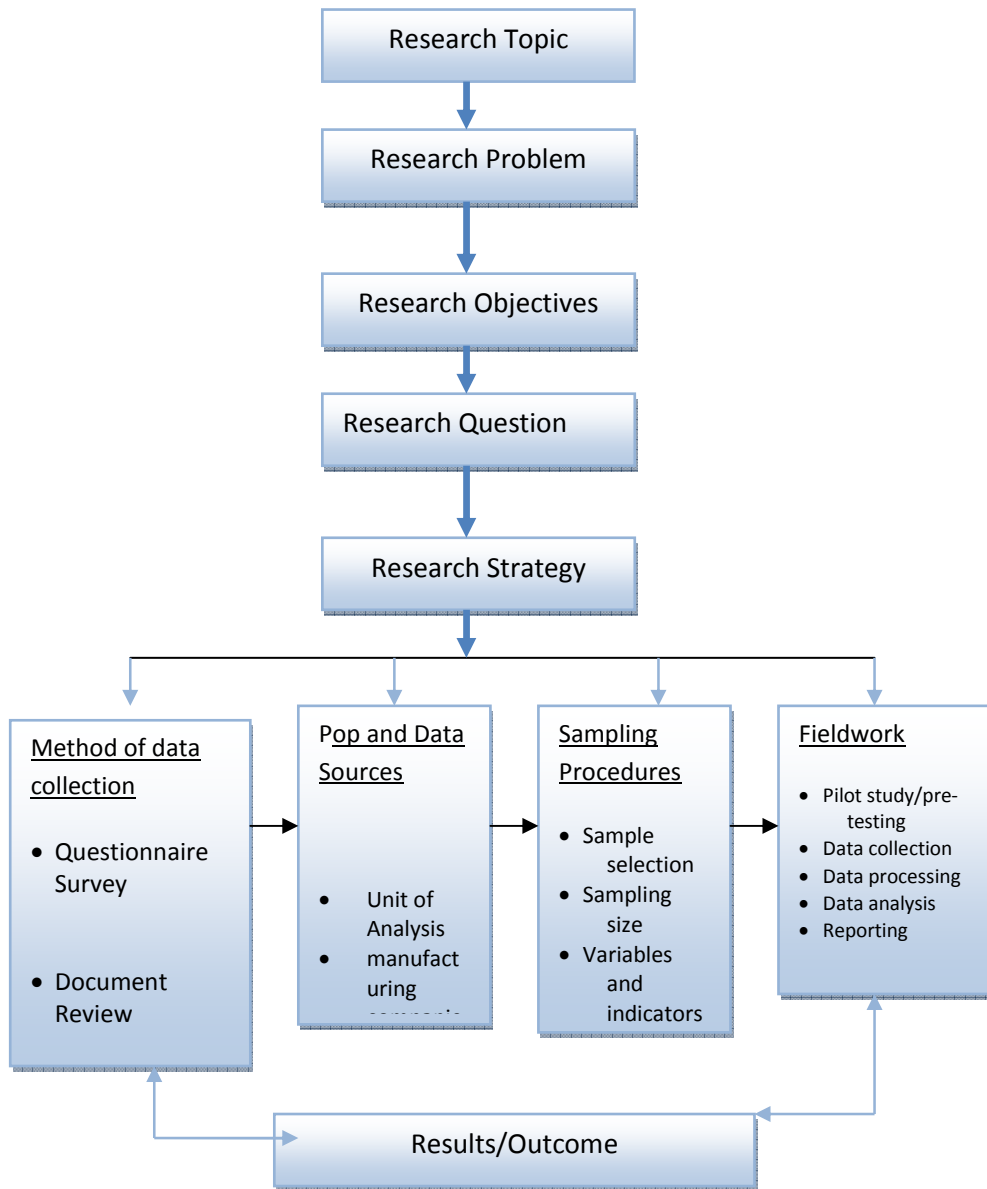 Research Topic
Research Problem
Research Objectives
Research Question
Research Strategy
Method of data
collection
• Questionnaire
Survey
• Document
Review
Pop and Data
Sources
• Unit of
Analysis
• manufact
uring
Sampling
Procedures
• Sample
selection
• Sampling
size
• Variables
and
indicators
Fieldwork
• Pilot study/pre-
testing
• Data collection
• Data processing
• Data analysis
• Reporting
Results/Outcome